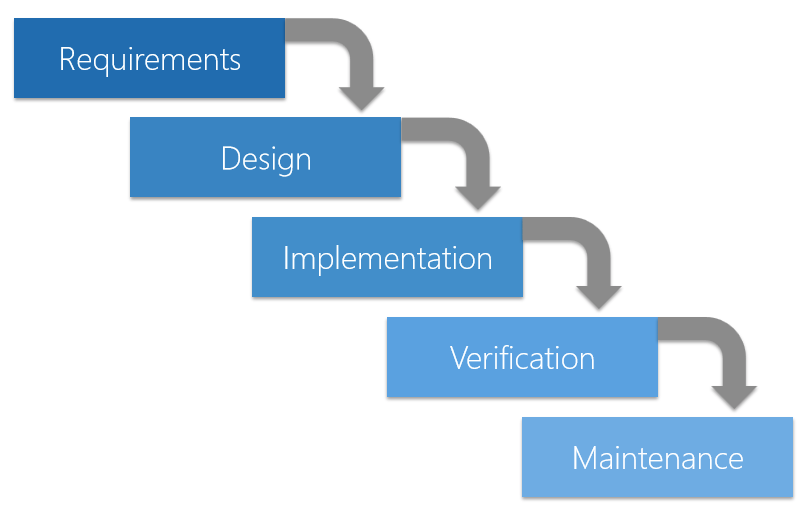 Requirements
Design
Implementation
Verification
Maintenance